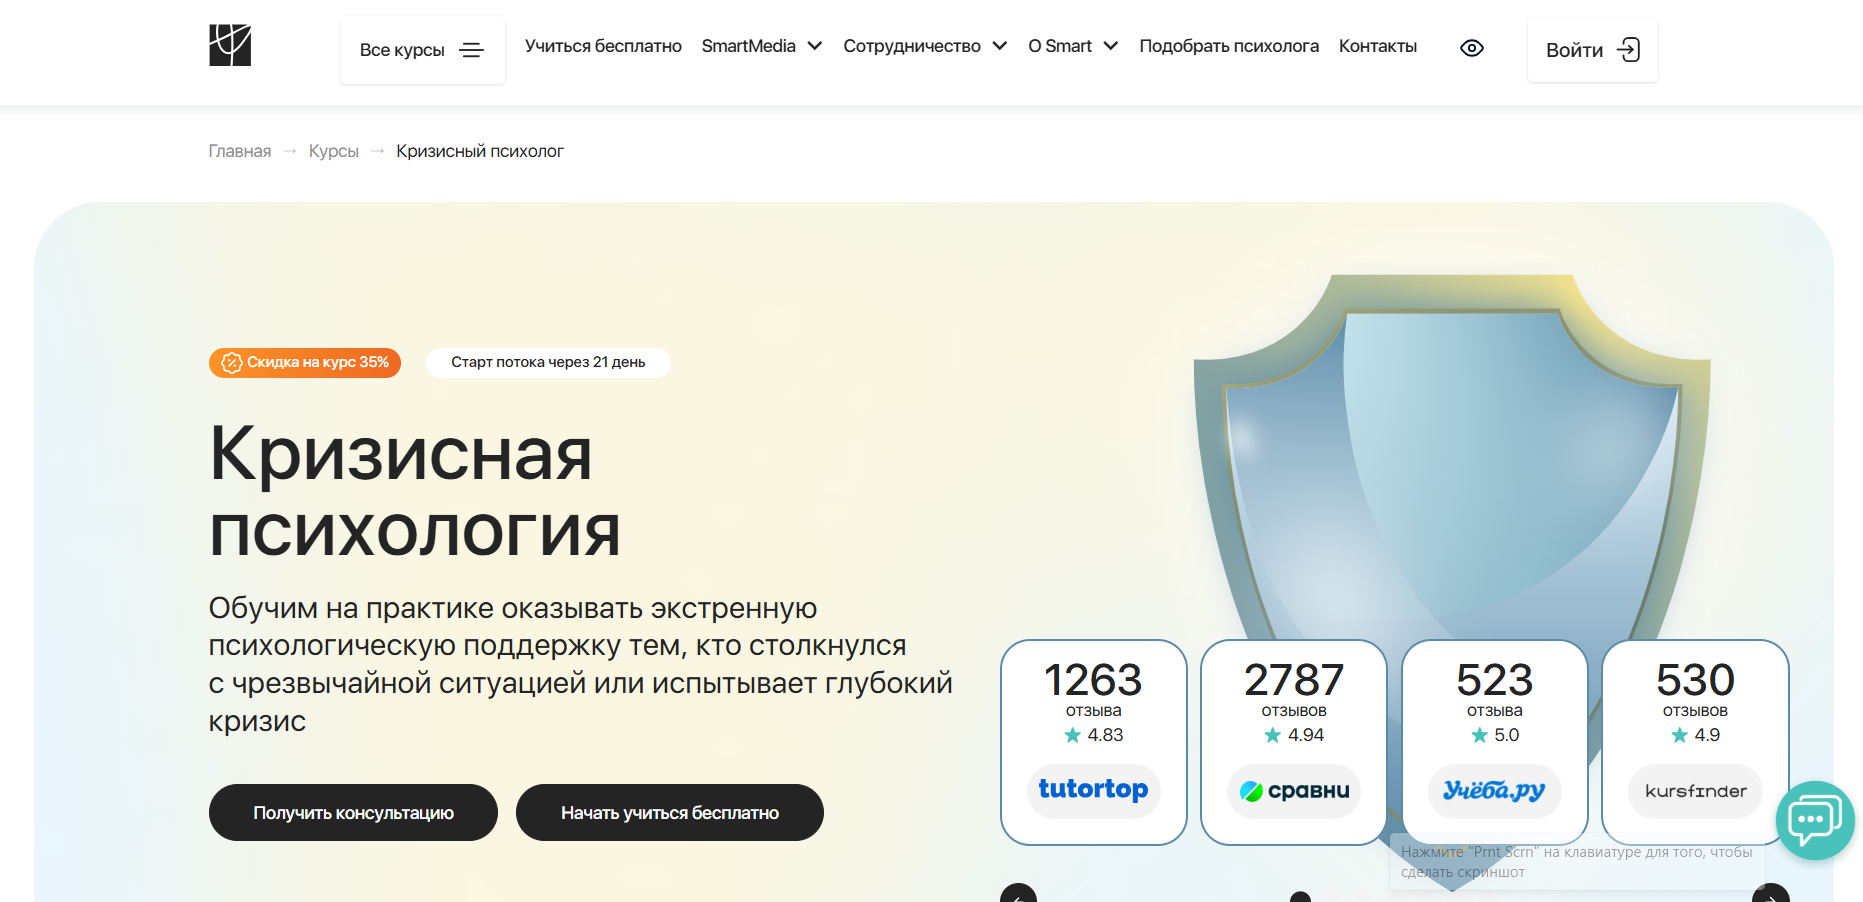 Все курсы
Учиться бесплатно
SmartMedia
Сотрудничество
О Smart
Подобрать психолога
Контакты
Войти
Главная → Курсы → Кризисный психолог
Скидка на курс 35%
Старт потока через 21 день
Кризисная
психология
Обучим на практике оказывать экстренную
психологическую поддержку тем, кто столкнулся
с чрезвычайной ситуацией или испытывает глубокий
кризис
Получить консультацию
Начать учиться бесплатно
1263
отзыва
4.83
tutortop
2787
отзывов
4.94
сравни
523
отзыва
5.0
Учёба.ру
530
отзывов
4.9
kursfinder
Нажмите "Prnt Scrn" на клавиатуре для того, чтобы
сделать скриншот